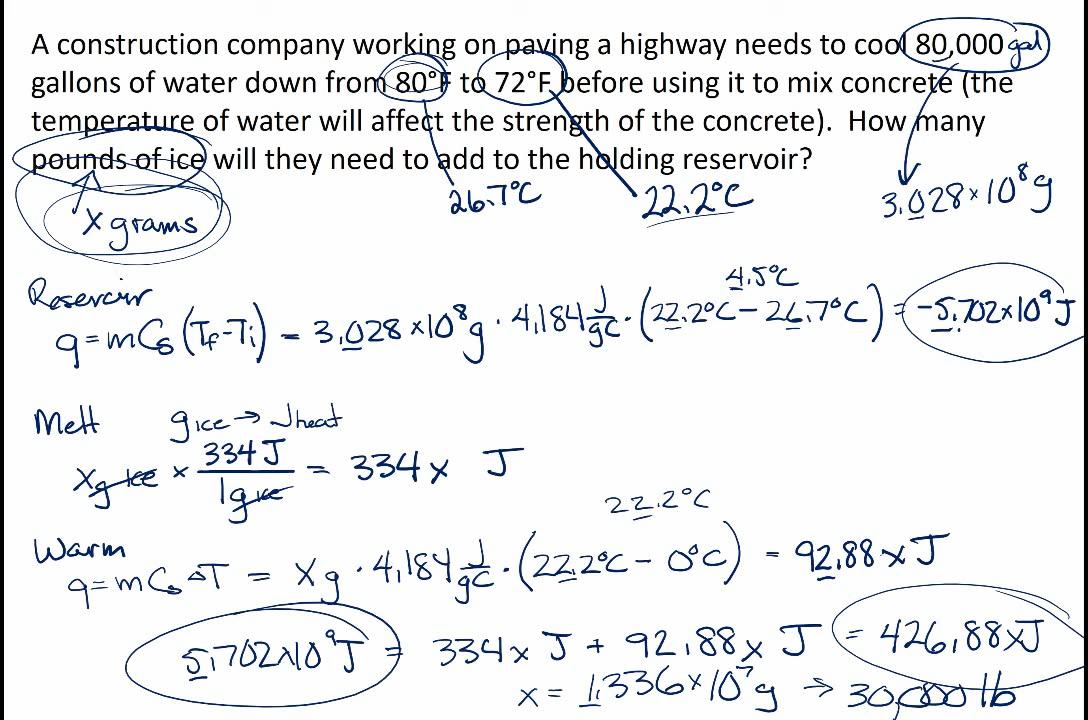 A construction company working on paving a highway needs to cool 80,000 gal
gallons of water down from 80°F to 72°F before using it to mix concrete (the
temperature of water will affect the strength of the concrete). How many
pounds of ice will they need to add to the holding reservoir?
26.7°C 22.2°C 3.028×10⁸g
x grams
Reservoir 4.5°C
q=mCs(Tf-Ti) = 3.028×10⁸g · 4.184 J/gC · (22.2°C - 26.7°C) = -5.702×10⁹J
Melt g ice → J heat
x g ice × 334 J / 1 g ice = 334x J
22.2°C
Warm
q=mCsΔT = xg · 4.184 J/gC · (22.2°C - 0°C) = 92.88x J
5.702×10⁹J = 334x J + 92.88x J = 426.88xJ
x = 1.336×10⁷g → 30,000 lb